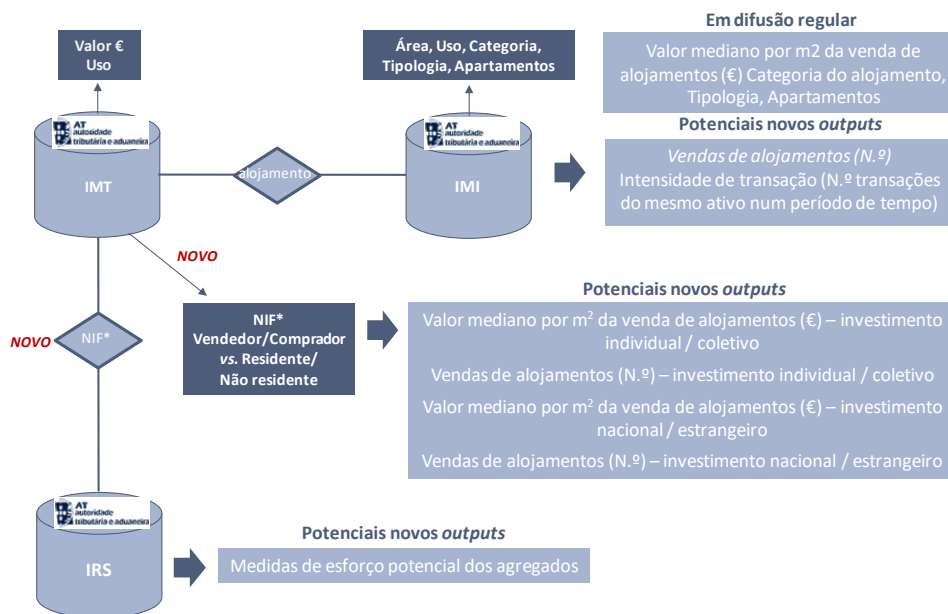 Valor €
Uso
Área, Uso, Categoria,
Tipologia, Apartamentos
Em difusão regular
Valor mediano por m2 da venda de
alojamentos (€) Categoria do alojamento,
Tipologia, Apartamentos
Potenciais novos outputs
Vendas de alojamentos (N.º)
Intensidade de transação (N.º transações
do mesmo ativo num período de tempo)
AT
autoridade
tributária e aduaneira
IMT
alojamento
AT
autoridade
tributária e aduaneira
IMI
NOVO
NOVO
NIF*
NIF*
Vendedor/Comprador
vs. Residente/
Não residente
Potenciais novos outputs
Valor mediano por m² da venda de alojamentos (€) – investimento
individual / coletivo
Vendas de alojamentos (N.º) – investimento individual / coletivo
Valor mediano por m² da venda de alojamentos (€) – investimento
nacional / estrangeiro
Vendas de alojamentos (N.º) – investimento nacional / estrangeiro
AT
autoridade
tributária e aduaneira
IRS
Potenciais novos outputs
Medidas de esforço potencial dos agregados